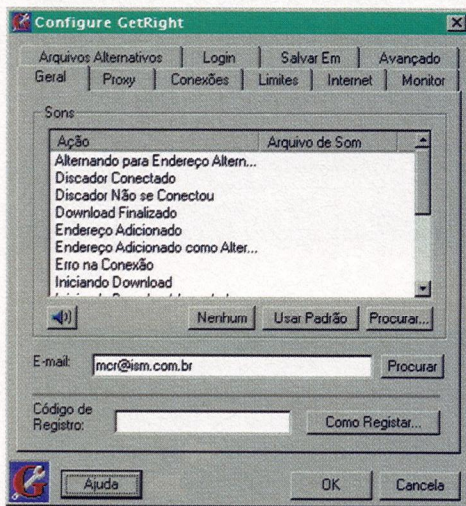 Configure GetRight
Arquivos Alternativos Login Salvar Em Avançado
Geral Proxy Conexões Limites Internet Monitor
Sons
Ação Arquivo de Som
Alternando para Endereço Altern...
Discador Conectado
Discador Não se Conectou
Download Finalizado
Endereço Adicionado
Endereço Adicionado como Alter...
Erro na Conexão
Iniciando Download
Nenhum Usar Padrão Procurar...
E-mail: mcr@ism.com.br Procurar
Código de
Registro: Como Registar...
G Ajuda OK Cancela